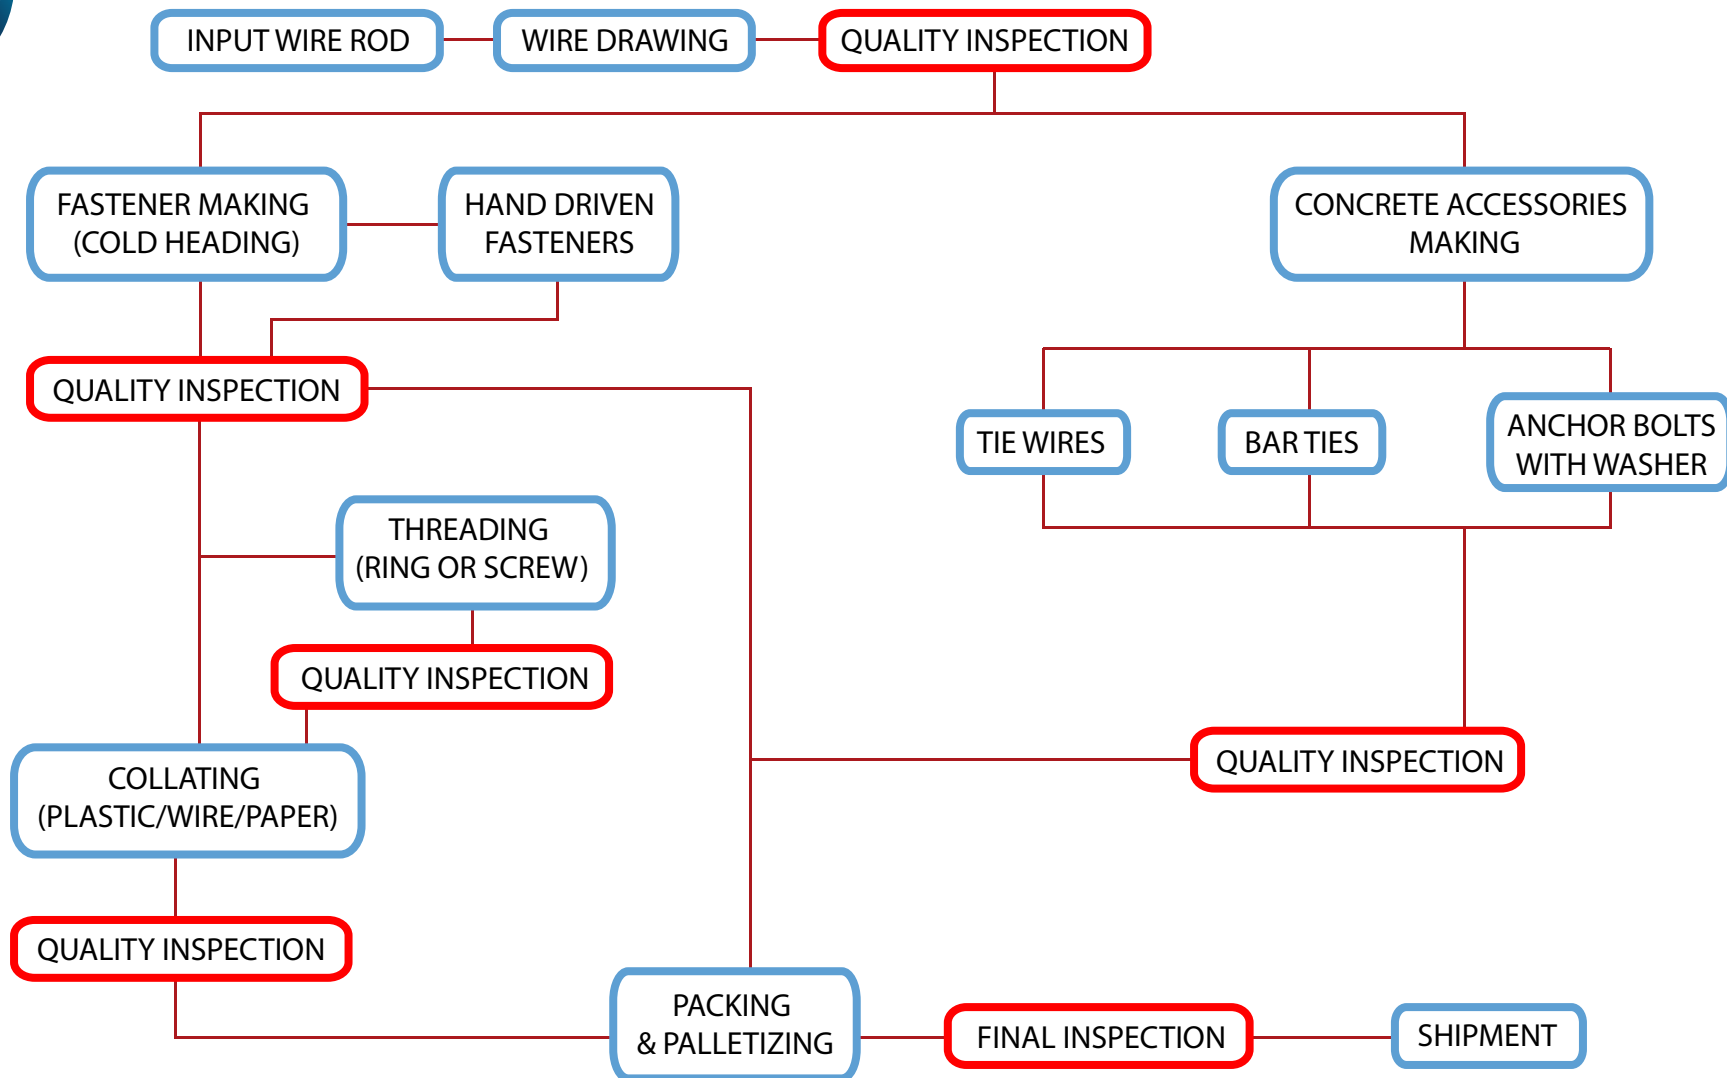 INPUT WIRE ROD
WIRE DRAWING
QUALITY INSPECTION
FASTENER MAKING
(COLD HEADING)
HAND DRIVEN
FASTENERS
CONCRETE ACCESSORIES
MAKING
QUALITY INSPECTION
TIE WIRES
BAR TIES
ANCHOR BOLTS
WITH WASHER
THREADING
(RING OR SCREW)
QUALITY INSPECTION
QUALITY INSPECTION
COLLATING
(PLASTIC/WIRE/PAPER)
QUALITY INSPECTION
PACKING
& PALLETIZING
FINAL INSPECTION
SHIPMENT